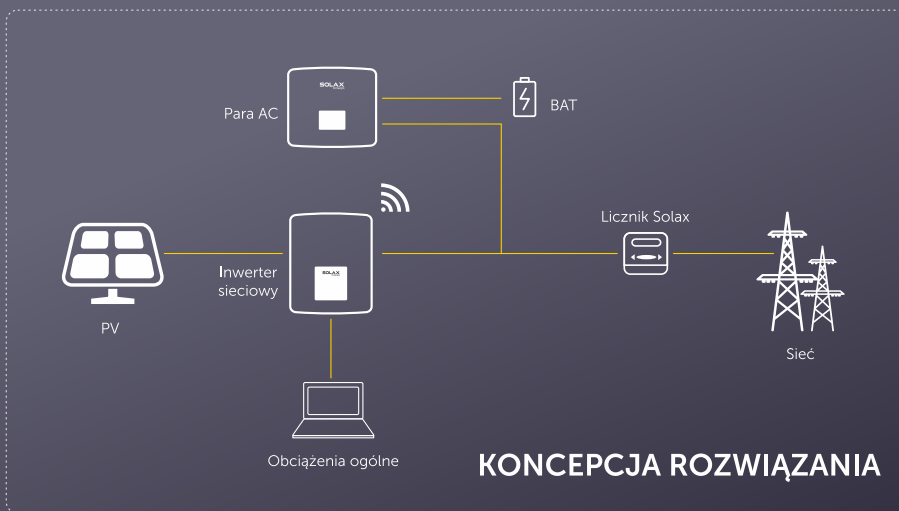 SOLAX
Para AC
BAT
Licznik Solax
Inwerter
sieciowy
SOLAX
PV
Sieć
Obciążenia ogólne
KONCEPCJA ROZWIĄZANIA